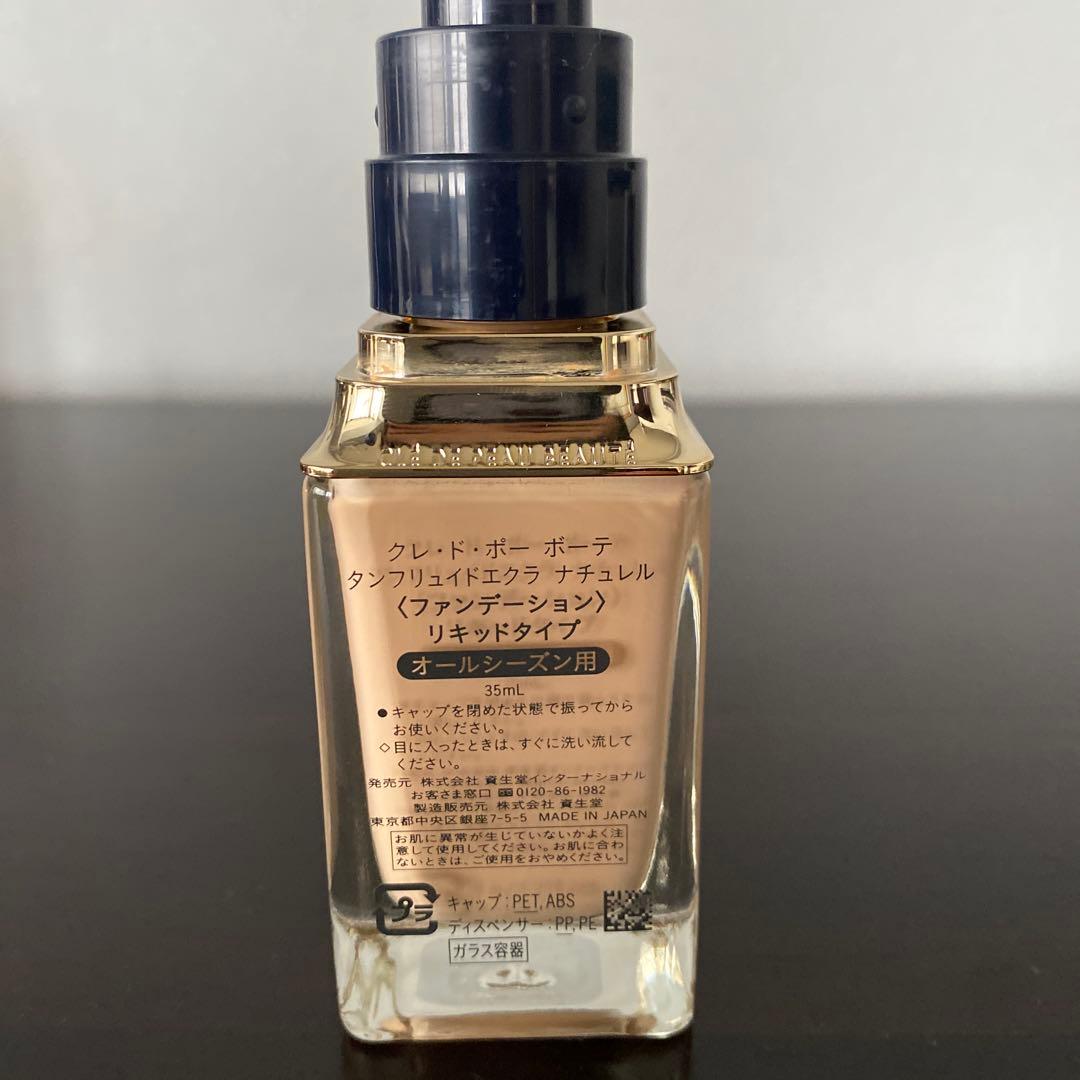 CLÉ DE PEAU BEAUTÉ
クレ・ド・ポー ボーテ
タンフリュイドエクラ ナチュレル
〈ファンデーション〉
リキッドタイプ
オールシーズン用
35mL
●キャップを閉めた状態で振ってから
お使いください。
◇目に入ったときは、すぐに洗い流して
ください。
発売元 株式会社 資生堂インターナショナル
お客さま窓口 0120-86-1982
製造販売元 株式会社 資生堂
東京都中央区銀座7-5-5 MADE IN JAPAN
お肌に異常が生じていないかよく注
意して使用してください。お肌に合わ
ないときは、ご使用をおやめください。
プラ
キャップ:PET,ABS
ディスペンサー:PP,PE
ガラス容器